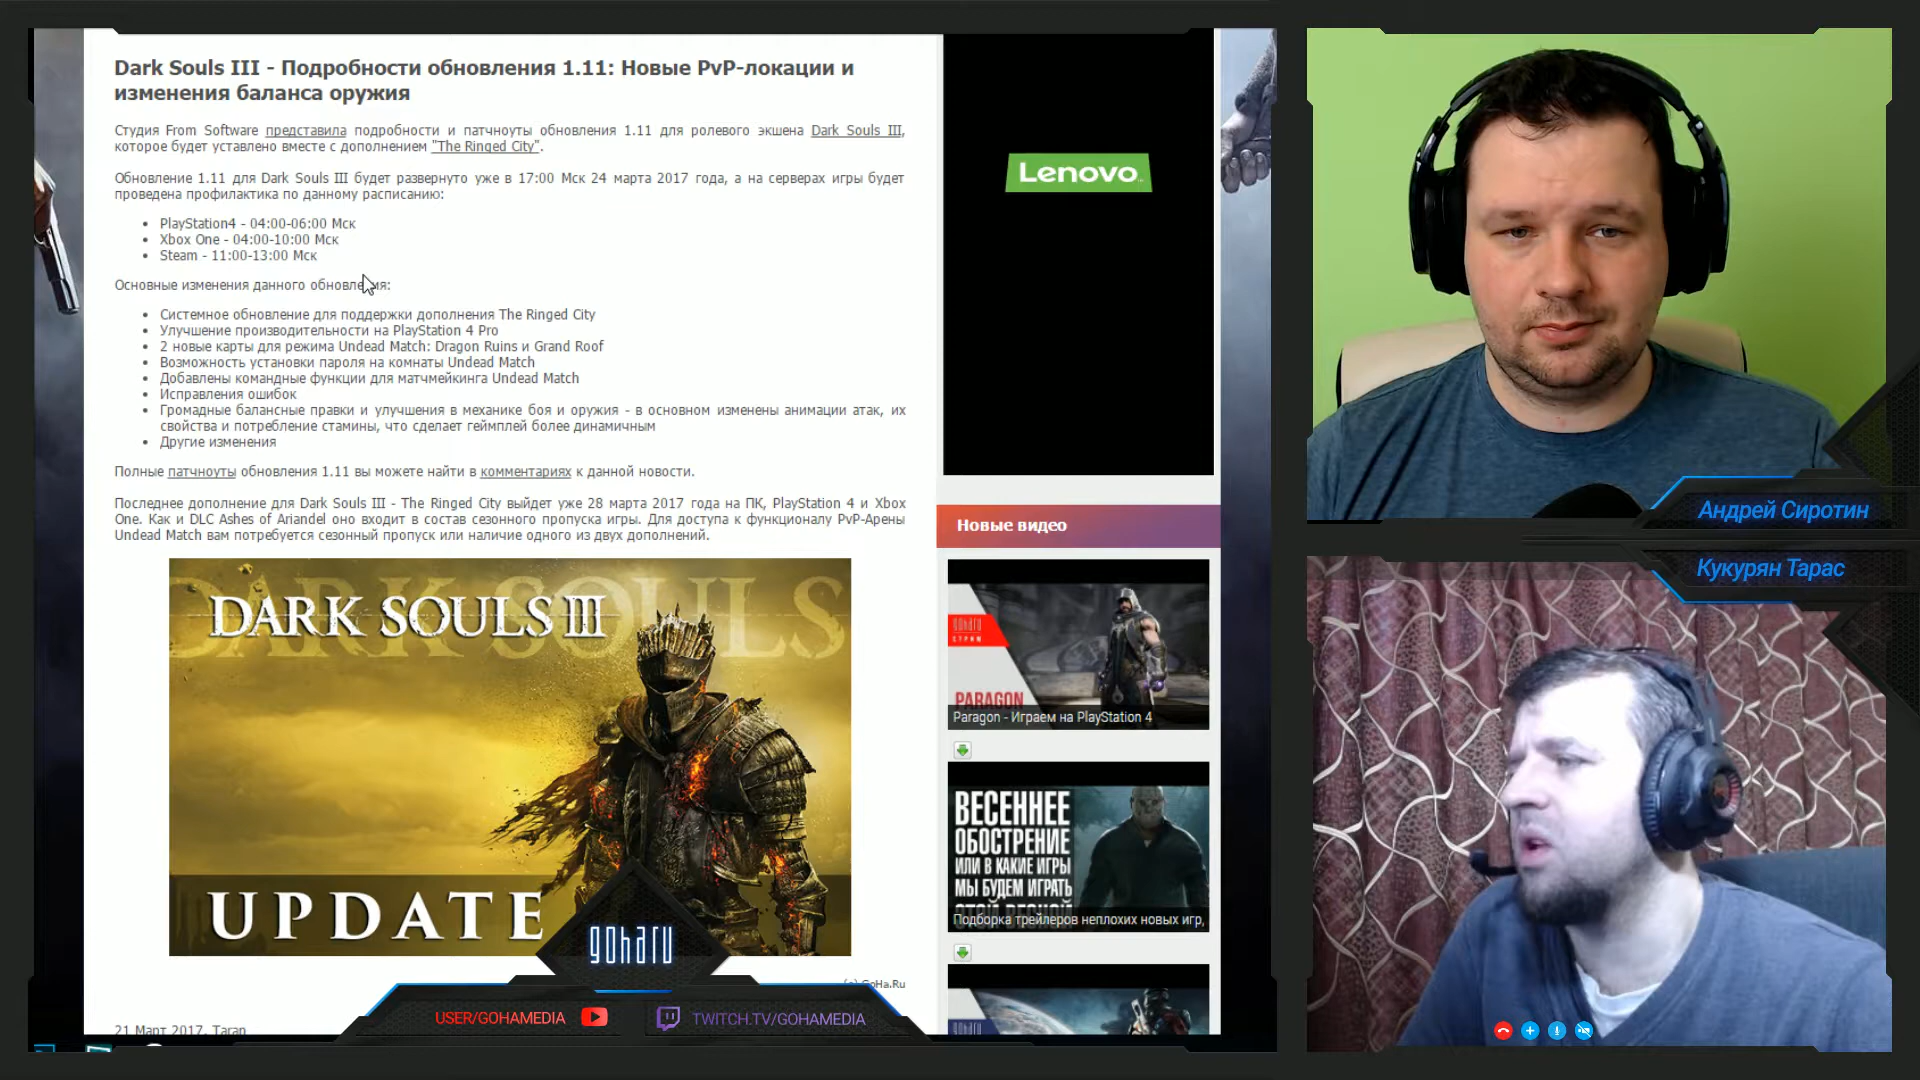 Dark Souls III - Подробности обновления 1.11: Новые PvP-локации и
изменения баланса оружия
Студия From Software представила подробности и патчноуты обновления 1.11 для ролевого экшена Dark Souls III,
которое будет уставлено вместе с дополнением "The Ringed City".
Обновление 1.11 для Dark Souls III будет развернуто уже в 17:00 Мск 24 марта 2017 года, а на серверах игры будет
проведена профилактика по данному расписанию:
PlayStation4 - 04:00-06:00 Мск
Xbox One - 04:00-10:00 Мск
Steam - 11:00-13:00 Мск
Основные изменения данного обновления:
Системное обновление для поддержки дополнения The Ringed City
Улучшение производительности на PlayStation 4 Pro
2 новые карты для режима Undead Match: Dragon Ruins и Grand Roof
Возможность установки пароля на комнаты Undead Match
Добавлены командные функции для матчмейкинга Undead Match
Исправления ошибок
Громадные балансные правки и улучшения в механике боя и оружия - в основном изменены анимации атак, их
свойства и потребление стамины, что сделает геймплей более динамичным
Другие изменения
Полные патчноуты обновления 1.11 вы можете найти в комментариях к данной новости.
Последнее дополнение для Dark Souls III - The Ringed City выйдет уже 28 марта 2017 года на ПК, PlayStation 4 и Xbox
One. Как и DLC Ashes of Ariandel оно входит в состав сезонного пропуска игры. Для доступа к функционалу PvP-Арены
Undead Match вам потребуется сезонный пропуск или наличие одного из двух дополнений.
DARK SOULS
DARK SOULS III
UPDATE
goharu
GoHa.Ru
21 Март 2017, Taran
USER/GOHAMEDIA
TWITCH.TV/GOHAMEDIA
Lenovo
Новые видео
goharu
СТРИМ
PARAGON
Paragon - Играем на PlayStation 4
ВЕСЕННЕЕ
ОБОСТРЕНИЕ
ИЛИ В КАКИЕ ИГРЫ
МЫ БУДЕМ ИГРАТЬ
ЭТОЙ ВЕСНОЙ
Подборка трейлеров неплохих новых игр,
Андрей Сиротин
Кукурян Тарас